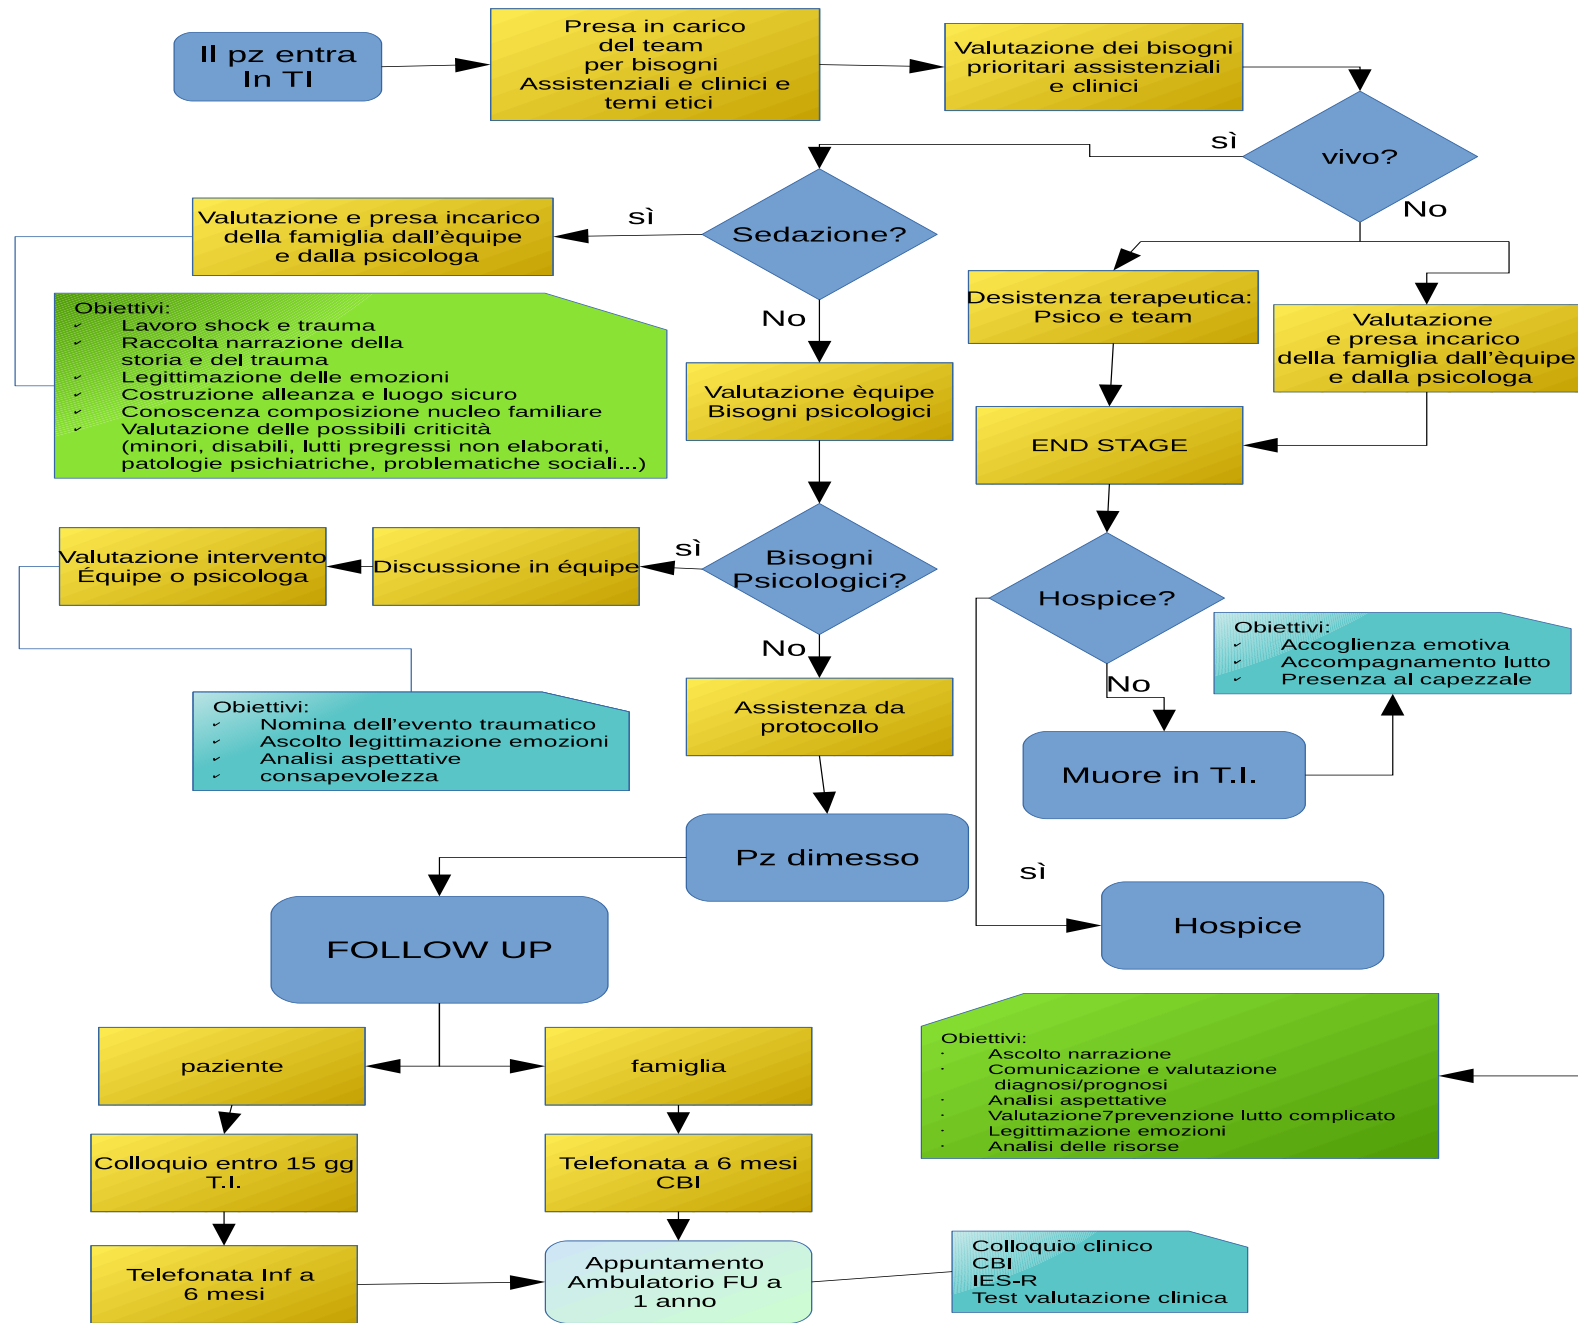 Il pz entra
In TI
Presa in carico
del team
per bisogni
Assistenziali e clinici e
temi etici
Valutazione dei bisogni
prioritari assistenziali
e clinici
vivo?
sì
No
Sedazione?
sì
No
Valutazione e presa incarico
della famiglia dall'èquipe
e dalla psicologa
Obiettivi:
✓ Lavoro shock e trauma
✓ Raccolta narrazione della
storia e del trauma
✓ Legittimazione delle emozioni
✓ Costruzione alleanza e luogo sicuro
✓ Conoscenza composizione nucleo familiare
✓ Valutazione delle possibili criticità
(minori, disabili, lutti pregressi non elaborati,
patologie psichiatriche, problematiche sociali...)
Desistenza terapeutica:
Psico e team
Valutazione
e presa incarico
della famiglia dall'èquipe
e dalla psicologa
Valutazione èquipe
Bisogni psicologici
END STAGE
Bisogni
Psicologici?
sì
No
Discussione in équipe
Valutazione intervento
Équipe o psicologa
Hospice?
No
sì
Obiettivi:
✓ Accoglienza emotiva
✓ Accompagnamento lutto
✓ Presenza al capezzale
Obiettivi:
✓ Nomina dell'evento traumatico
✓ Ascolto legittimazione emozioni
✓ Analisi aspettative
✓ consapevolezza
Assistenza da
protocollo
Muore in T.I.
Pz dimesso
Hospice
FOLLOW UP
paziente
famiglia
Obiettivi:
· Ascolto narrazione
· Comunicazione e valutazione
diagnosi/prognosi
· Analisi aspettative
· Valutazione7prevenzione lutto complicato
· Legittimazione emozioni
· Analisi delle risorse
Colloquio entro 15 gg
T.I.
Telefonata a 6 mesi
CBI
Telefonata Inf a
6 mesi
Appuntamento
Ambulatorio FU a
1 anno
Colloquio clinico
CBI
IES-R
Test valutazione clinica